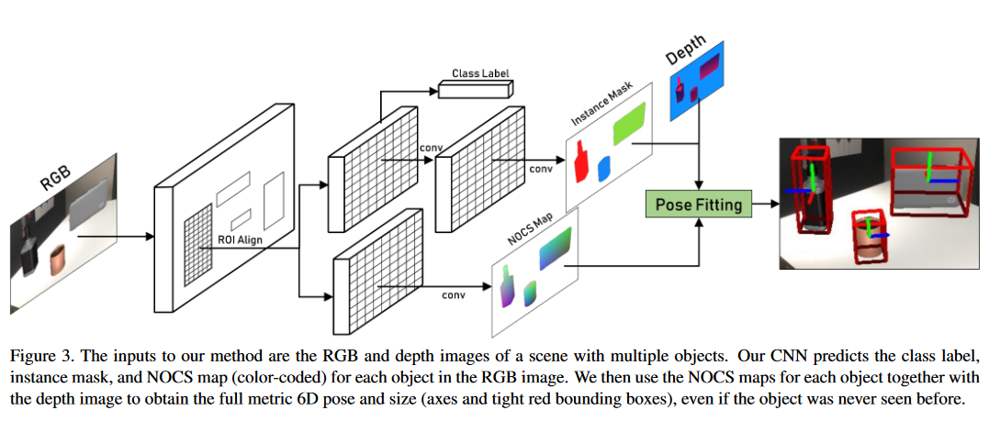 Depth
Class Label
Instance Mask
RGB
conv
conv
ROI Align
Pose Fitting
NOCS Map
conv
Figure 3. The inputs to our method are the RGB and depth images of a scene with multiple objects. Our CNN predicts the class label,
instance mask, and NOCS map (color-coded) for each object in the RGB image. We then use the NOCS maps for each object together with
the depth image to obtain the full metric 6D pose and size (axes and tight red bounding boxes), even if the object was never seen before.